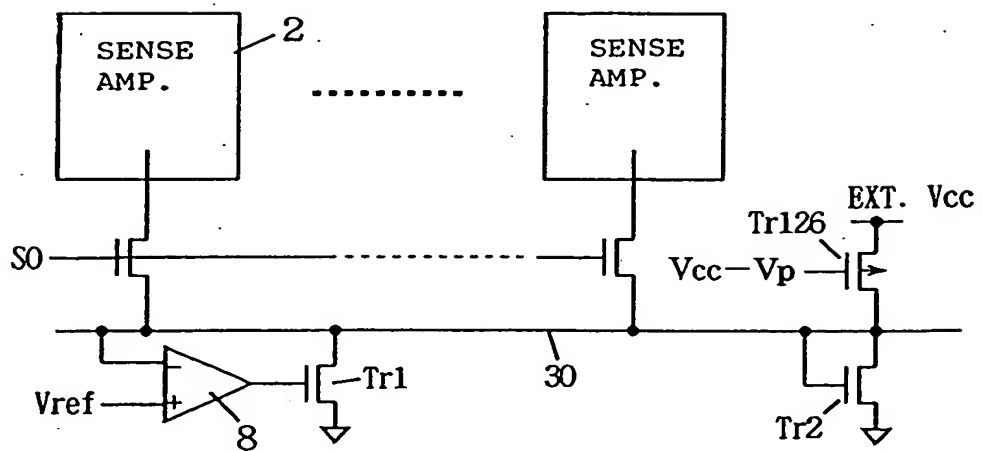 SENSE
AMP.
2
SENSE
AMP.
EXT. Vcc
Tr126
S0
Vcc-Vp
-
+
Vref
8
Tr1
30
Tr2